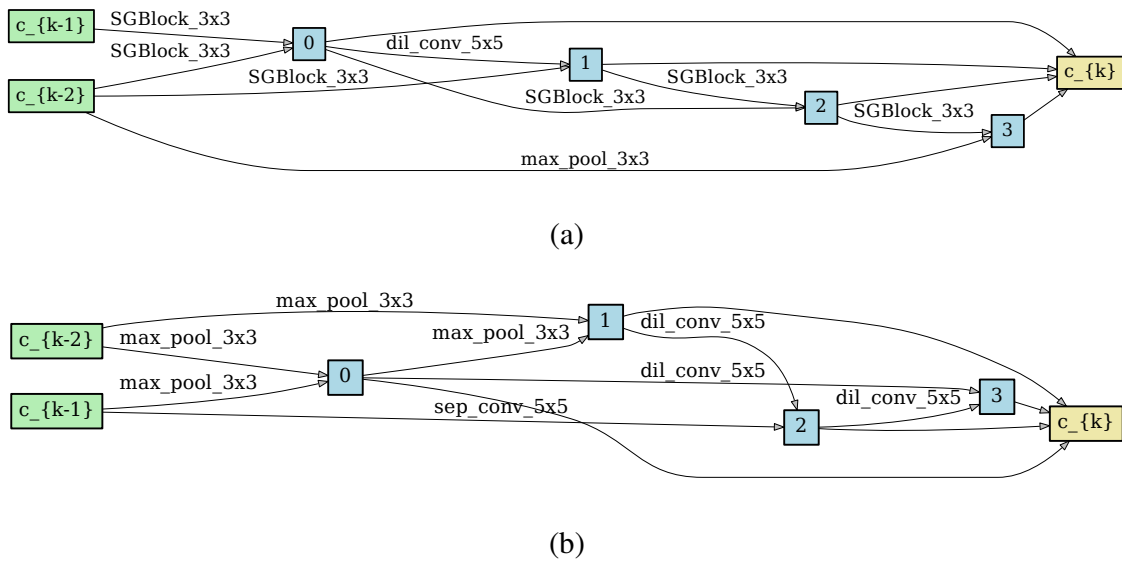 c_{k-1}
SGBlock_3x3
0
dil_conv_5x5
SGBlock_3x3
c_{k-2}
SGBlock_3x3
1
SGBlock_3x3
c_{k}
SGBlock_3x3
2
SGBlock_3x3
3
max_pool_3x3
(a)
max_pool_3x3
1
c_{k-2}
max_pool_3x3
max_pool_3x3
dil_conv_5x5
0
max_pool_3x3
dil_conv_5x5
3
c_{k-1}
sep_conv_5x5
2
dil_conv_5x5
c_{k}
(b)